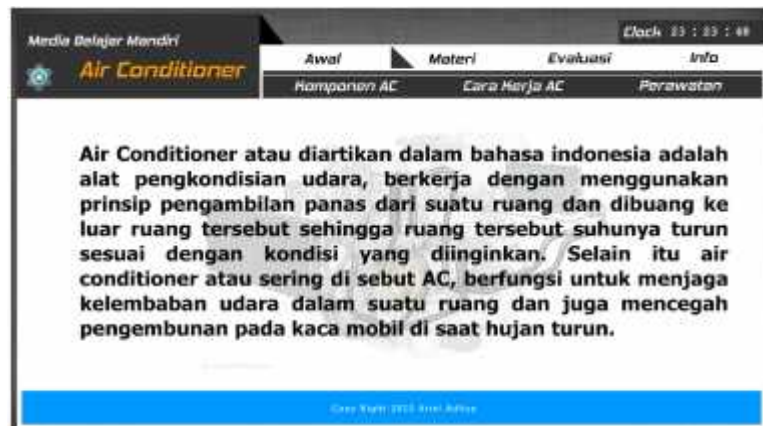 Media Belajar Mandiri
Air Conditioner
Clock 23 : 23 :
Awal Materi Evaluasi Info
Komponen AC Cara Kerja AC Perawatan
Air Conditioner atau diartikan dalam bahasa indonesia adalah
alat pengkondisian udara, berkerja dengan menggunakan
prinsip pengambilan panas dari suatu ruang dan dibuang ke
luar ruang tersebut sehingga ruang tersebut suhunya turun
sesuai dengan kondisi yang diinginkan. Selain itu air
conditioner atau sering di sebut AC, berfungsi untuk menjaga
kelembaban udara dalam suatu ruang dan juga mencegah
pengembunan pada kaca mobil di saat hujan turun.
Copy Right